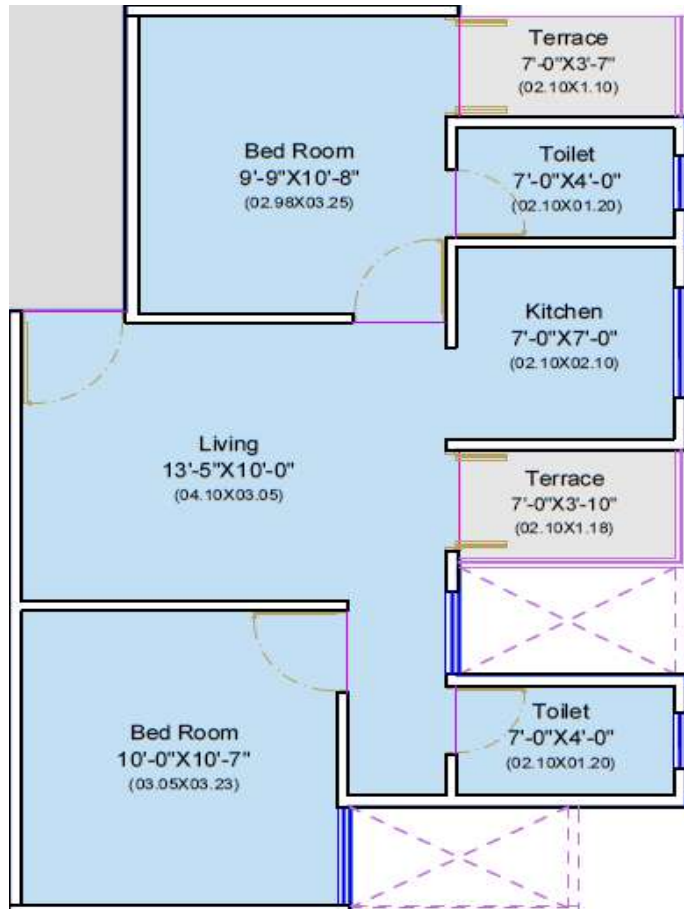 Terrace
7'-0"X3'-7"
(02.10X1.10)
Bed Room
9'-9"X10'-8"
(02.98X03.25)
Toilet
7'-0"X4'-0"
(02.10X01.20)
Kitchen
7'-0"X7'-0"
(02.10X02.10)
Living
13'-5"X10'-0"
(04.10X03.05)
Terrace
7'-0"X3'-10"
(02.10X1.18)
Bed Room
10'-0"X10'-7"
(03.05X03.23)
Toilet
7'-0"X4'-0"
(02.10X01.20)